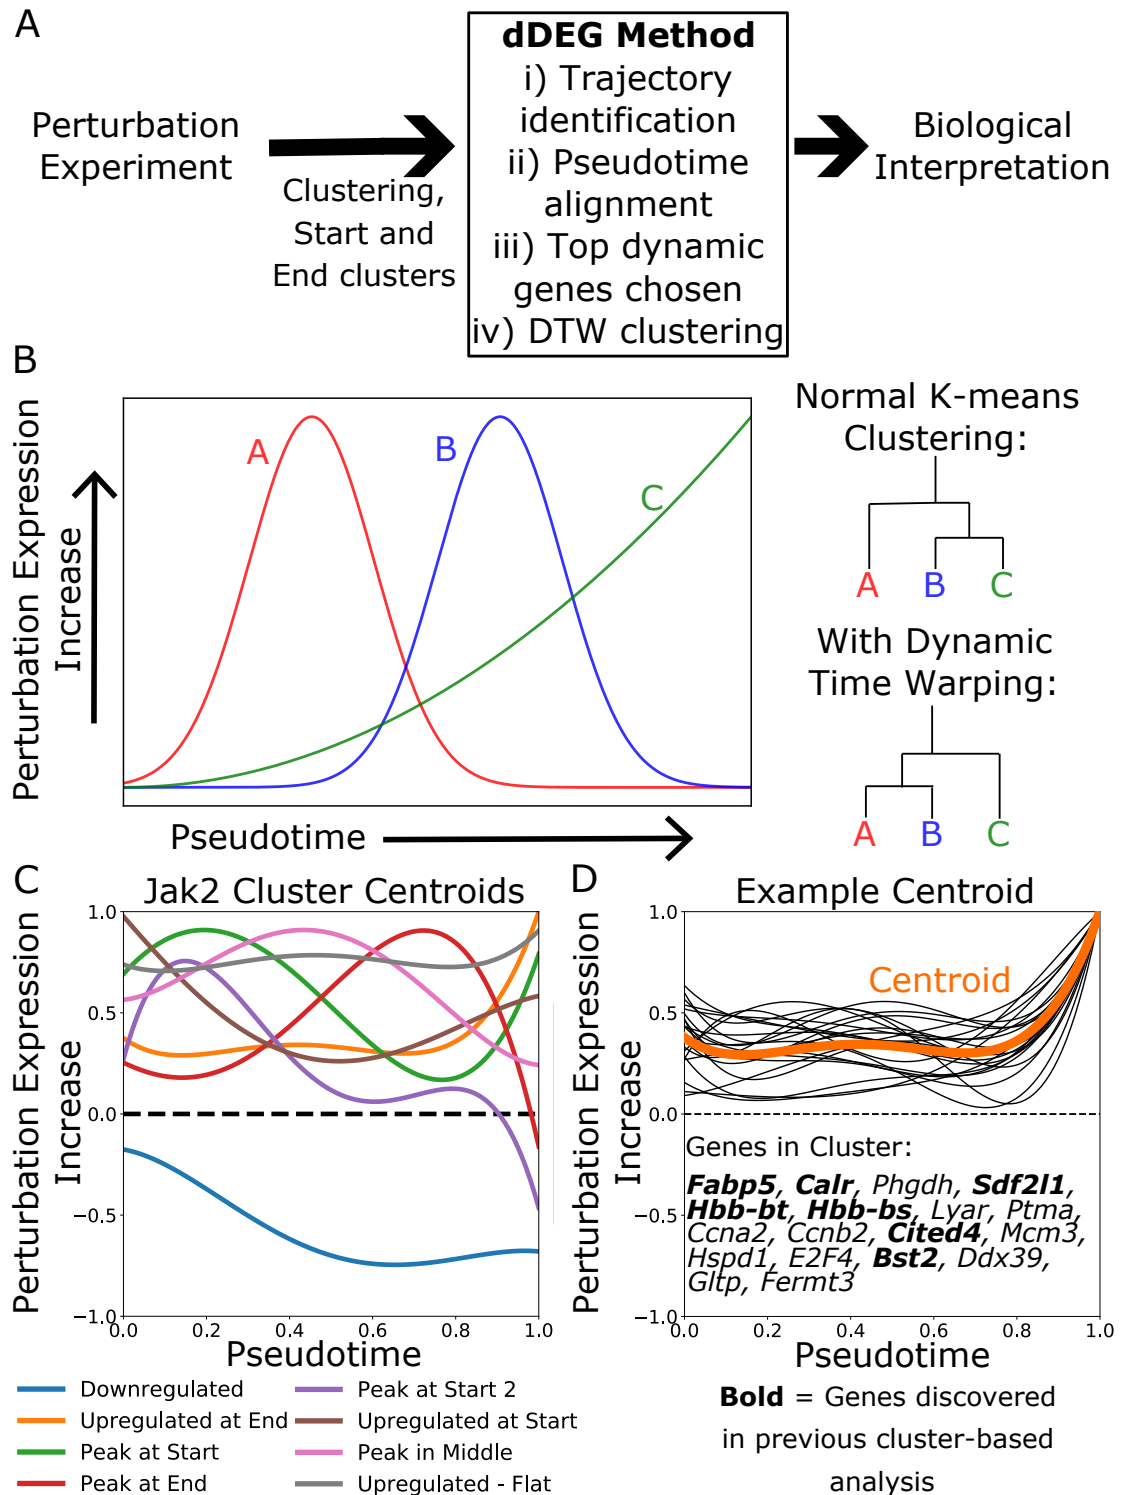 A
Perturbation
Experiment
Clustering,
Start and
End clusters
dDEG Method
i) Trajectory
identification
ii) Pseudotime
alignment
iii) Top dynamic
genes chosen
iv) DTW clustering
Biological
Interpretation
B
Perturbation Expression
Increase
A
B
C
Pseudotime
Normal K-means
Clustering:
A B C
With Dynamic
Time Warping:
A B C
C
Jak2 Cluster Centroids
Perturbation Expression
Increase
1.0
0.5
0.0
−0.5
−1.0
0.0 0.2 0.4 0.6 0.8 1.0
Pseudotime
Downregulated
Upregulated at End
Peak at Start
Peak at End
Peak at Start 2
Upregulated at Start
Peak in Middle
Upregulated - Flat
D
Example Centroid
Perturbation Expression
Increase
1.0
0.5
0.0
−0.5
−1.0
Centroid
Genes in Cluster:
Fabp5, Calr, Phgdh, Sdf2l1,
Hbb-bt, Hbb-bs, Lyar, Ptma,
Ccna2, Ccnb2, Cited4, Mcm3,
Hspd1, E2F4, Bst2, Ddx39,
Gltp, Fermt3
0.0 0.2 0.4 0.6 0.8 1.0
Pseudotime
Bold = Genes discovered
in previous cluster-based
analysis